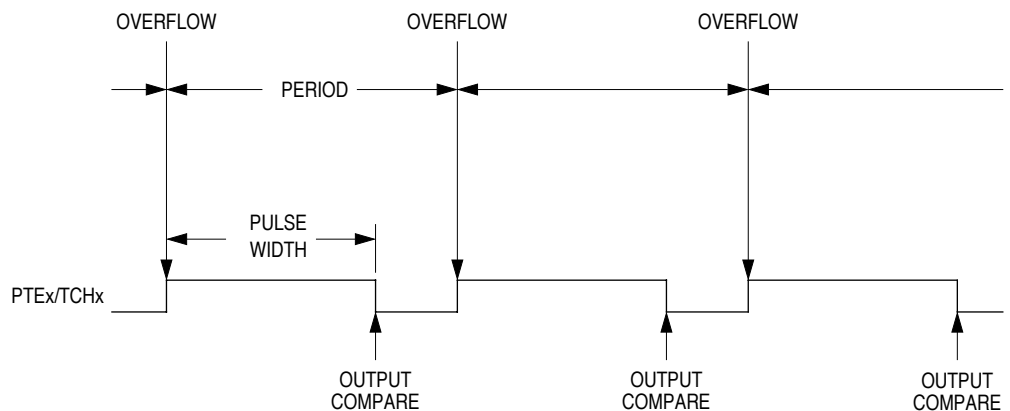 OVERFLOW OVERFLOW OVERFLOW
PERIOD
PULSE
WIDTH
PTEx/TCHx
OUTPUT
COMPARE
OUTPUT
COMPARE
OUTPUT
COMPARE